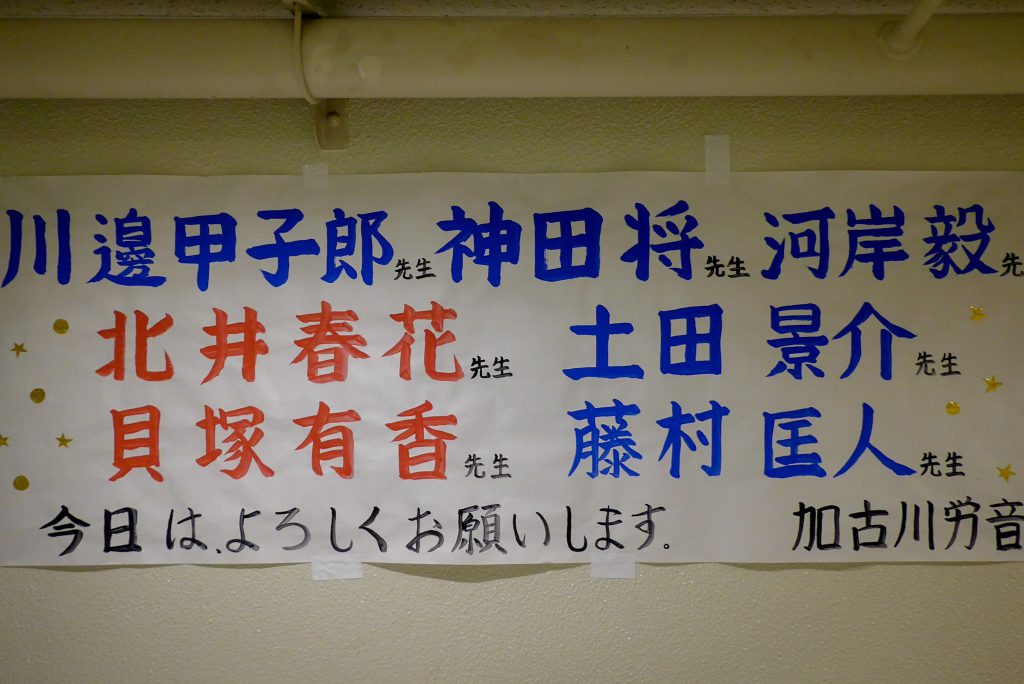 川邉甲子郎先生 神田 将先生 河岸 毅先
北井春花先生 土田 景介先生
貝塚有香先生 藤村 匡人先生
今日は、よろしくお願いします。 加古川労音